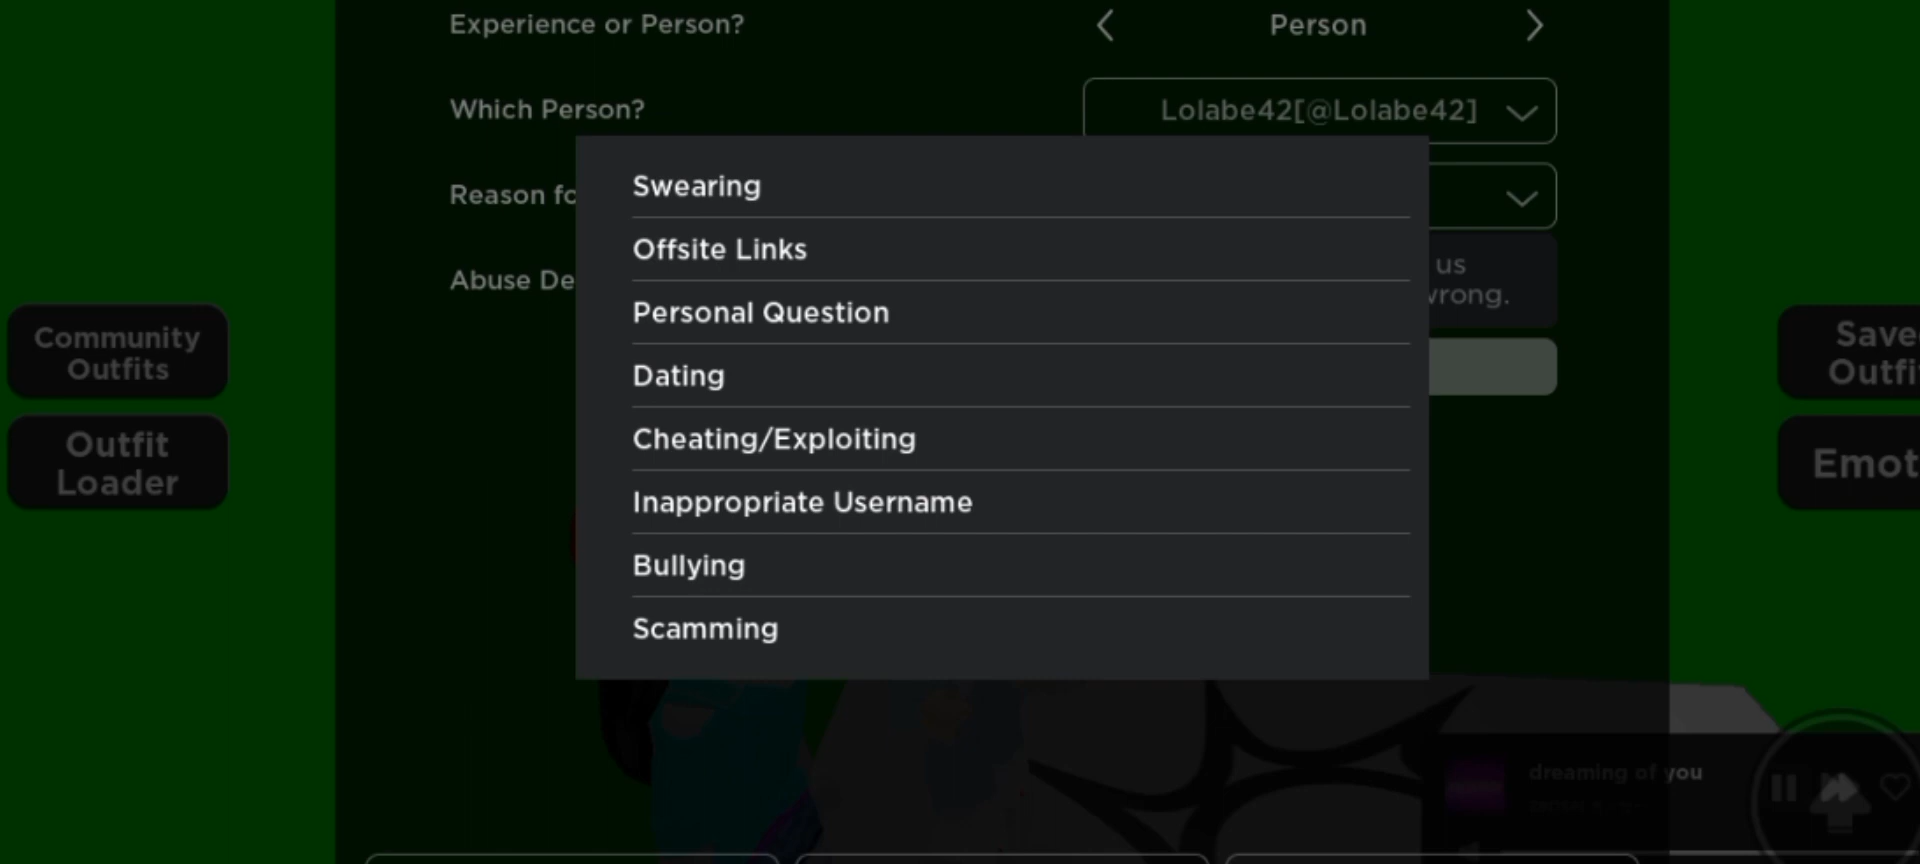 Experience or Person?
Person
Which Person?
Lolabe42[@Lolabe42]
Reason fo
Abuse De
us
wrong.
Swearing
Offsite Links
Personal Question
Dating
Cheating/Exploiting
Inappropriate Username
Bullying
Scamming
Community
Outfits
Outfit
Loader
Save
Outfi
Emot
dreaming of you